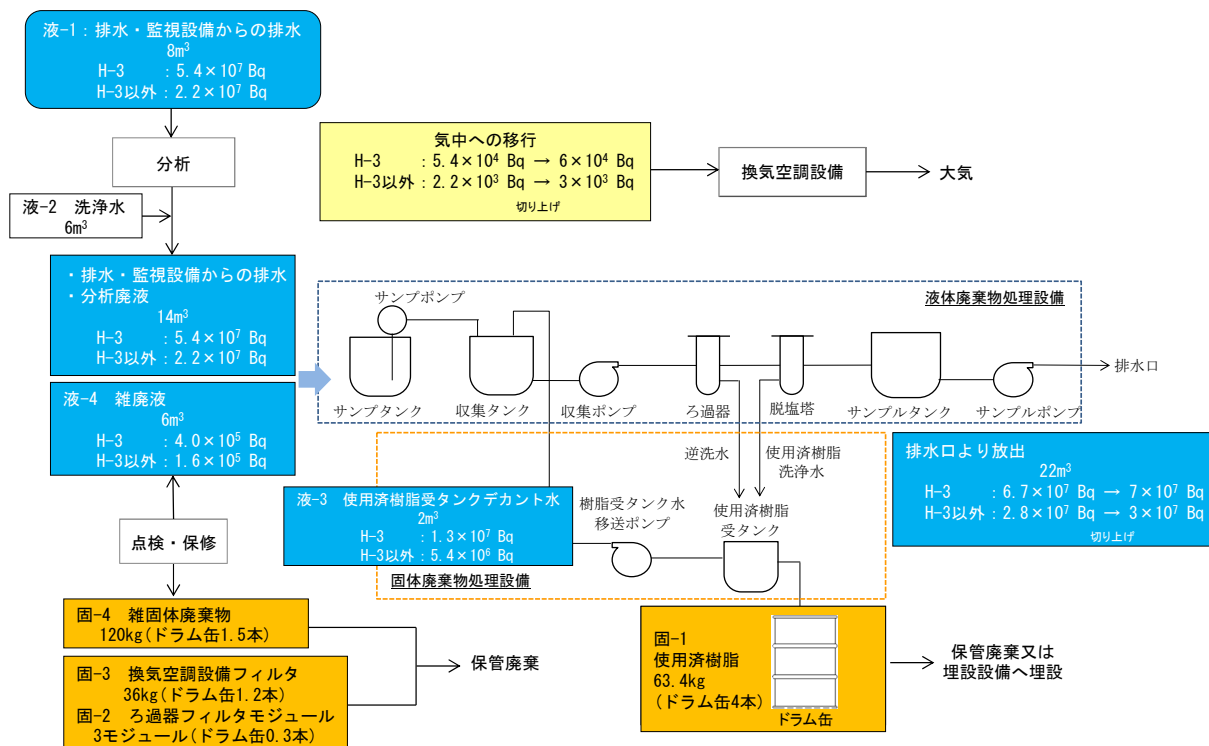 液-1：排水・監視設備からの排水
8m³
H-3　　：5.4×10⁷ Bq
H-3以外：2.2×10⁷ Bq
分析
液-2　洗浄水
6m³
気中への移行
H-3　　：5.4×10⁴ Bq → 6×10⁴ Bq
H-3以外：2.2×10³ Bq → 3×10³ Bq
切り上げ
換気空調設備
大気
・排水・監視設備からの排水
・分析廃液
14m³
H-3　　：5.4×10⁷ Bq
H-3以外：2.2×10⁷ Bq
液-4　雑廃液
6m³
H-3　　：4.0×10⁵ Bq
H-3以外：1.6×10⁵ Bq
液体廃棄物処理設備
サンプポンプ
サンプタンク
収集タンク
収集ポンプ
ろ過器
脱塩塔
サンプルタンク
サンプルポンプ
排水口
逆洗水
使用済樹脂
洗浄水
排水口より放出
22m³
H-3　　：6.7×10⁷ Bq → 7×10⁷ Bq
H-3以外：2.8×10⁷ Bq → 3×10⁷ Bq
切り上げ
液-3　使用済樹脂受タンクデカント水
2m³
H-3　　：1.3×10⁷ Bq
H-3以外：5.4×10⁶ Bq
樹脂受タンク水
移送ポンプ
使用済樹脂
受タンク
固体廃棄物処理設備
点検・保修
固-4　雑固体廃棄物
120kg(ドラム缶1.5本)
固-3　換気空調設備フィルタ
36kg(ドラム缶1.2本)
固-2　ろ過器フィルタモジュール
3モジュール(ドラム缶0.3本)
保管廃棄
固-1
使用済樹脂
63.4kg
(ドラム缶4本)
ドラム缶
保管廃棄又は
埋設設備へ埋設